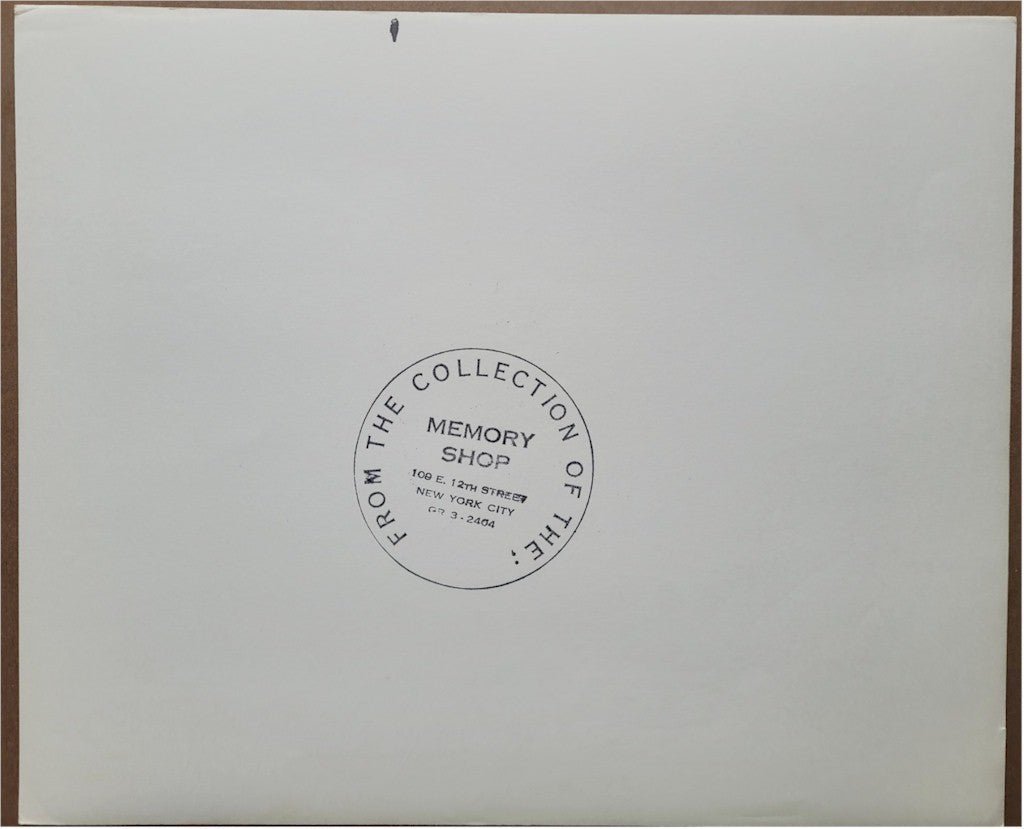 FROM THE COLLECTION OF THE;
MEMORY
SHOP
109 E. 12TH STREET
NEW YORK CITY
GR 3-2404